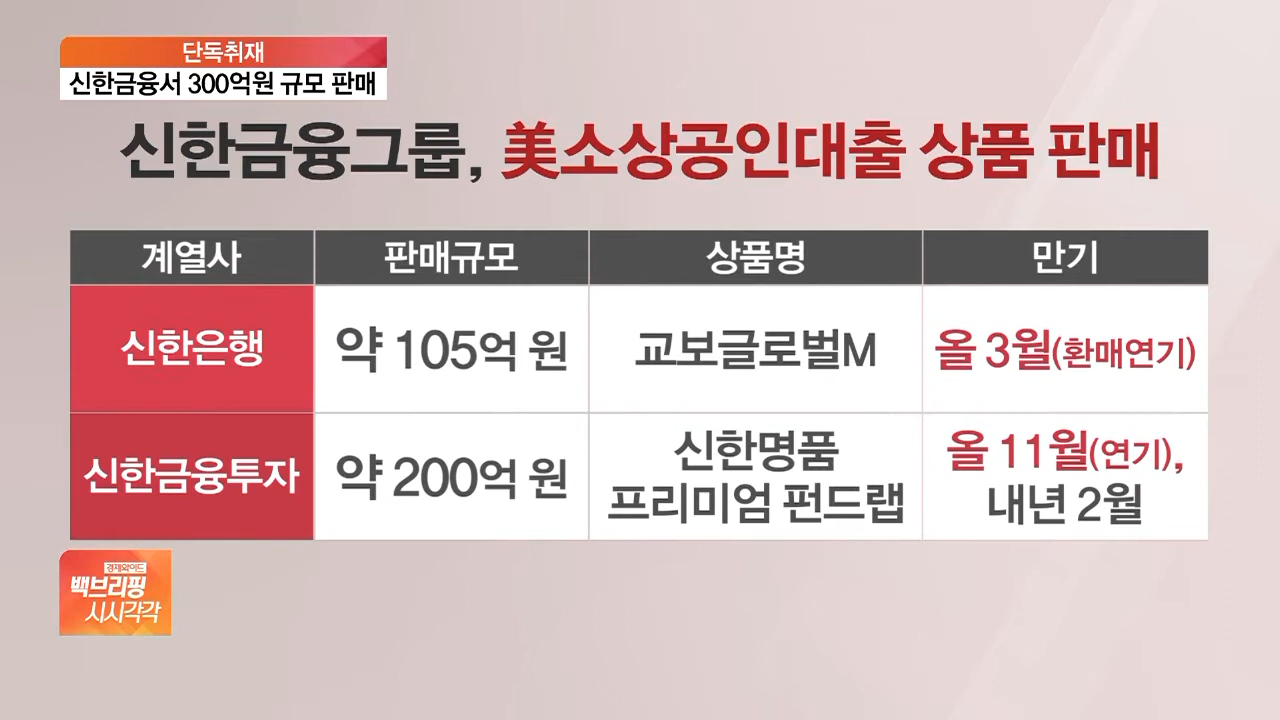 단독취재
신한금융서 300억원 규모 판매
신한금융그룹, 美소상공인대출 상품 판매
계열사 판매규모 상품명 만기
신한은행 약 105억 원 교보글로벌M 올 3월(환매연기)
신한금융투자 약 200억 원 신한명품
프리미엄 펀드랩 올 11월(연기),
내년 2월
경제와이드
백브리핑
시시각각